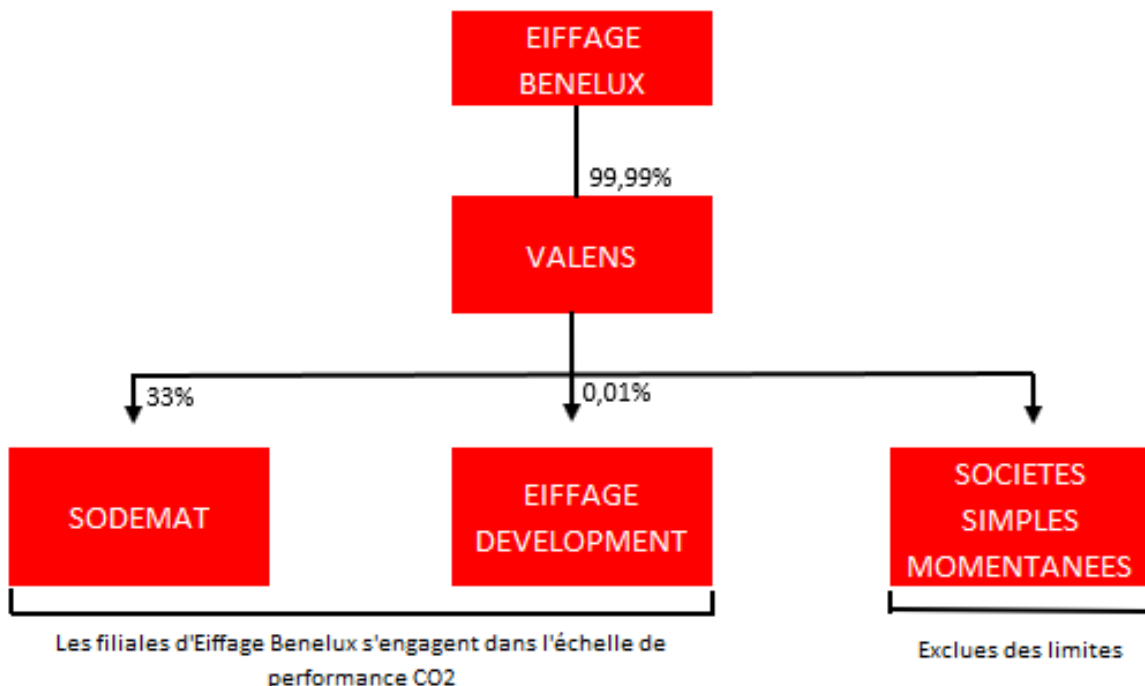 EIFFAGE
BENELUX
99,99%
VALENS
33%
0,01%
SODEMAT
EIFFAGE
DEVELOPMENT
SOCIETES
SIMPLES
MOMENTANEES
Les filiales d'Eiffage Benelux s'engagent dans l'échelle de
performance CO2
Exclues des limites